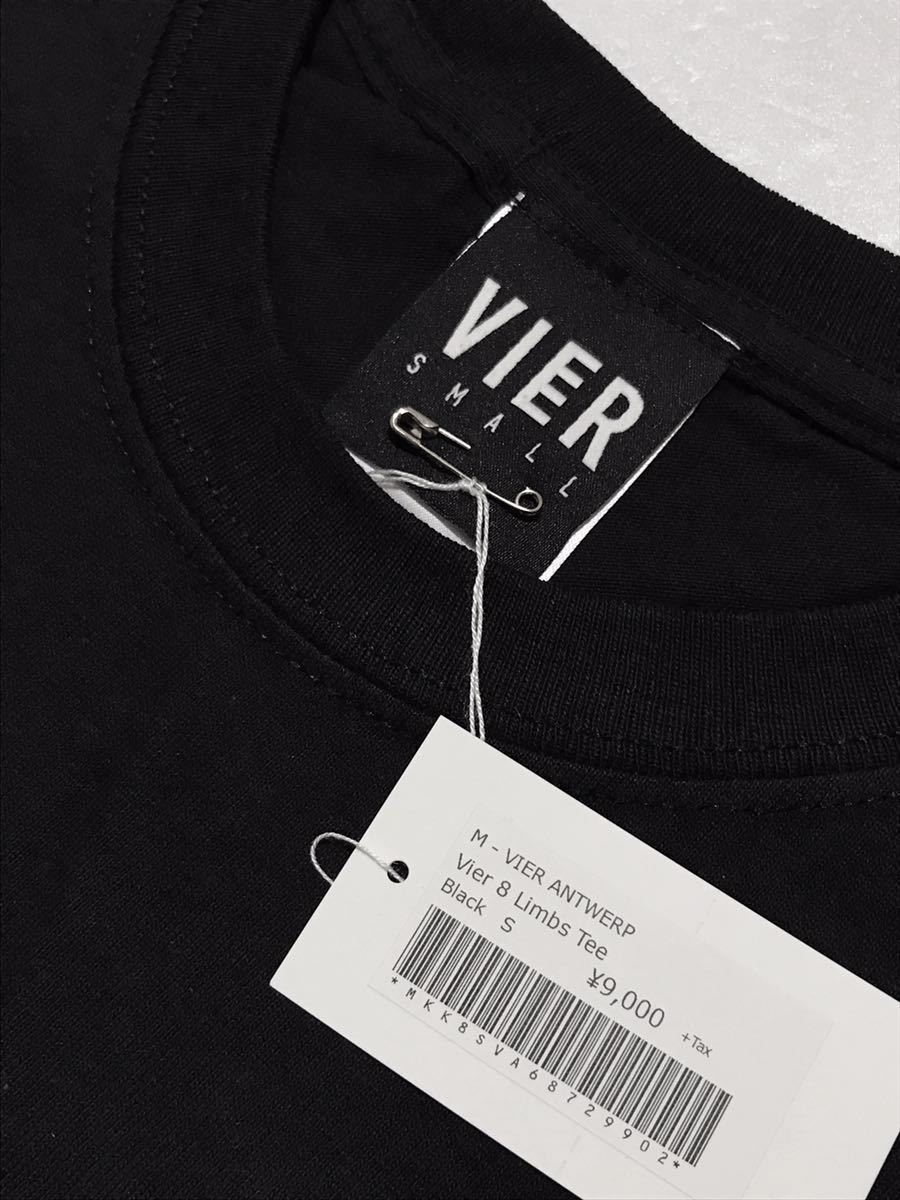 VIER
SMALL
M - VIER ANTWERP
Vier 8 Limbs Tee
Black S
¥9,000 +Tax
*MKK8SVA68729902*